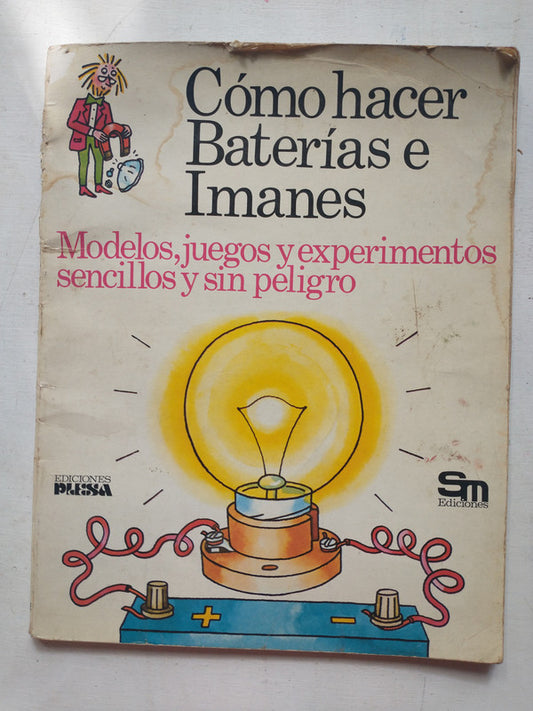 Cómo hacer
Baterías e
Imanes
Modelos, juegos y experimentos
sencillos y sin peligro
EDICIONES
PLESA
Sm
Ediciones
+ −